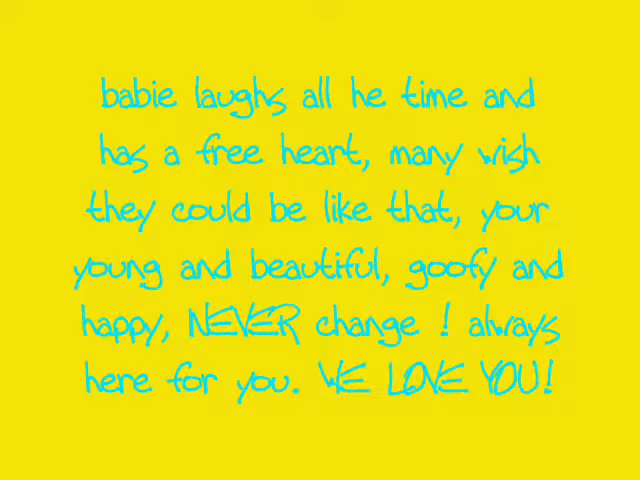 babie laughs all he time and
has a free heart, many wish
they could be like that, your
young and beautiful, goofy and
happy, NEVER change ! always
here for you. WE LOVE YOU!